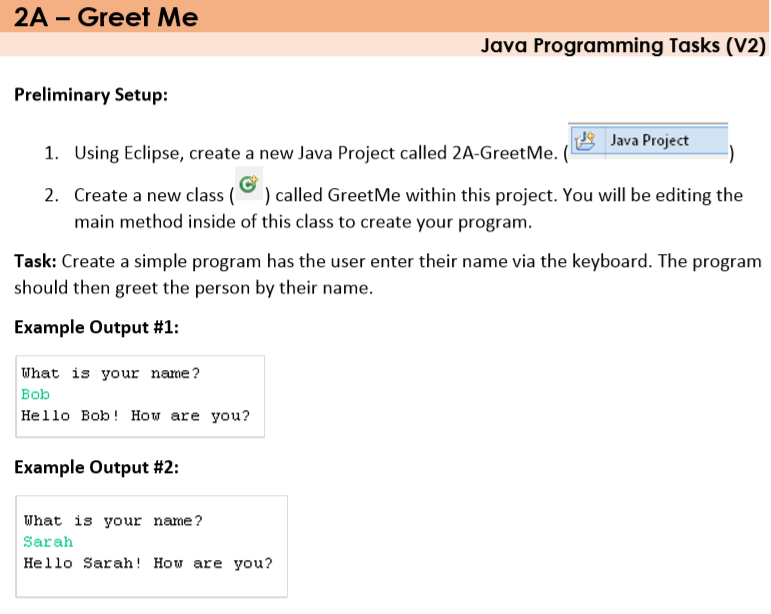 2A – Greet Me
Java Programming Tasks (V2)
Preliminary Setup:
1. Using Eclipse, create a new Java Project called 2A-GreetMe. ( Java Project )
2. Create a new class ( ) called GreetMe within this project. You will be editing the
main method inside of this class to create your program.
Task: Create a simple program has the user enter their name via the keyboard. The program
should then greet the person by their name.
Example Output #1:
What is your name?
Bob
Hello Bob! How are you?
Example Output #2:
What is your name?
Sarah
Hello Sarah! How are you?